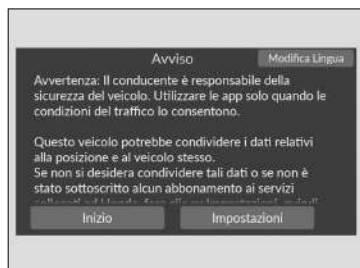 Avviso
Modifica Lingua
Avvertenza: Il conducente è responsabile della
sicurezza del veicolo. Utilizzare le app solo quando le
condizioni del traffico lo consentono.
Questo veicolo potrebbe condividere i dati relativi
alla posizione e al veicolo stesso.
Se non si desidera condividere tali dati o se non è
stato sottoscritto alcun abbonamento ai servizi
Inizio
Impostazioni